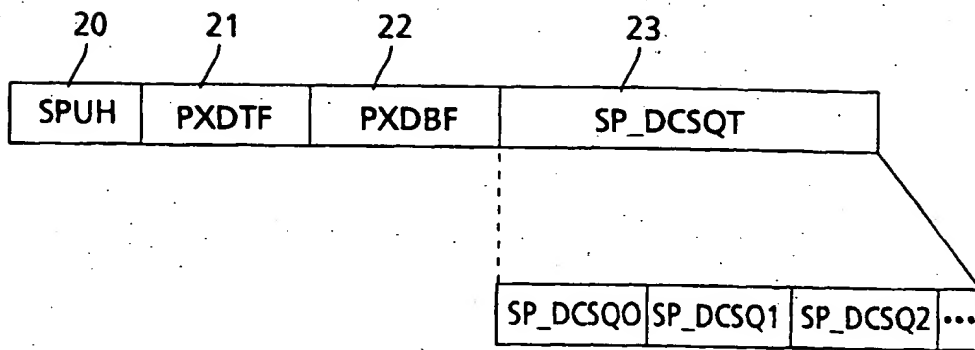 20 21 22 23
SPUH PXDTF PXDBF SP_DCSQT
SP_DCSQ0 SP_DCSQ1 SP_DCSQ2 •••